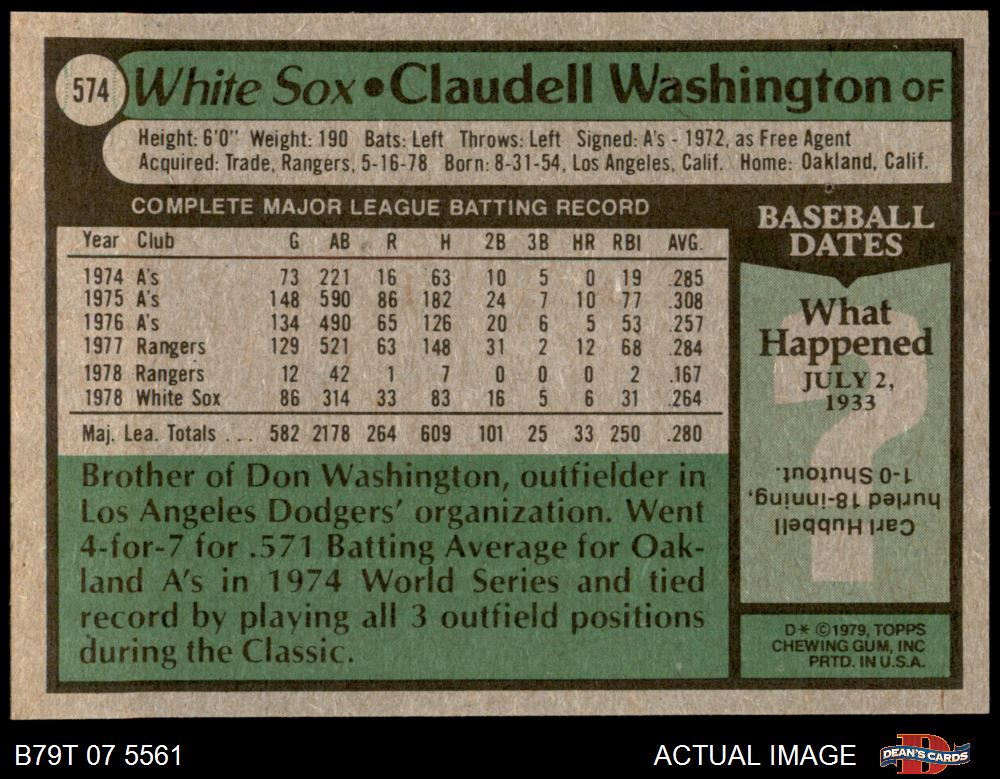 574 White Sox • Claudell Washington OF
Height: 6'0" Weight: 190 Bats: Left Throws: Left Signed: A's - 1972, as Free Agent
Acquired: Trade, Rangers, 5-16-78 Born: 8-31-54, Los Angeles, Calif. Home: Oakland, Calif.
COMPLETE MAJOR LEAGUE BATTING RECORD
Year Club G AB R H 2B 3B HR RBI AVG.
1974 A's 73 221 16 63 10 5 0 19 .285
1975 A's 148 590 86 182 24 7 10 77 .308
1976 A's 134 490 65 126 20 6 5 53 .257
1977 Rangers 129 521 63 148 31 2 12 68 .284
1978 Rangers 12 42 1 7 0 0 0 2 .167
1978 White Sox 86 314 33 83 16 5 6 31 .264
Maj. Lea. Totals . . . 582 2178 264 609 101 25 33 250 .280
Brother of Don Washington, outfielder in
Los Angeles Dodgers' organization. Went
4-for-7 for .571 Batting Average for Oak-
land A's in 1974 World Series and tied
record by playing all 3 outfield positions
during the Classic.
BASEBALL
DATES
What
Happened
JULY 2,
1933
?
Carl Hubbell
hurled 18-inning,
1-0 Shutout.
D* ©1979, TOPPS
CHEWING GUM, INC
PRTD. IN U.S.A.
B79T 07 5561
ACTUAL IMAGE
DEAN'S CARDS